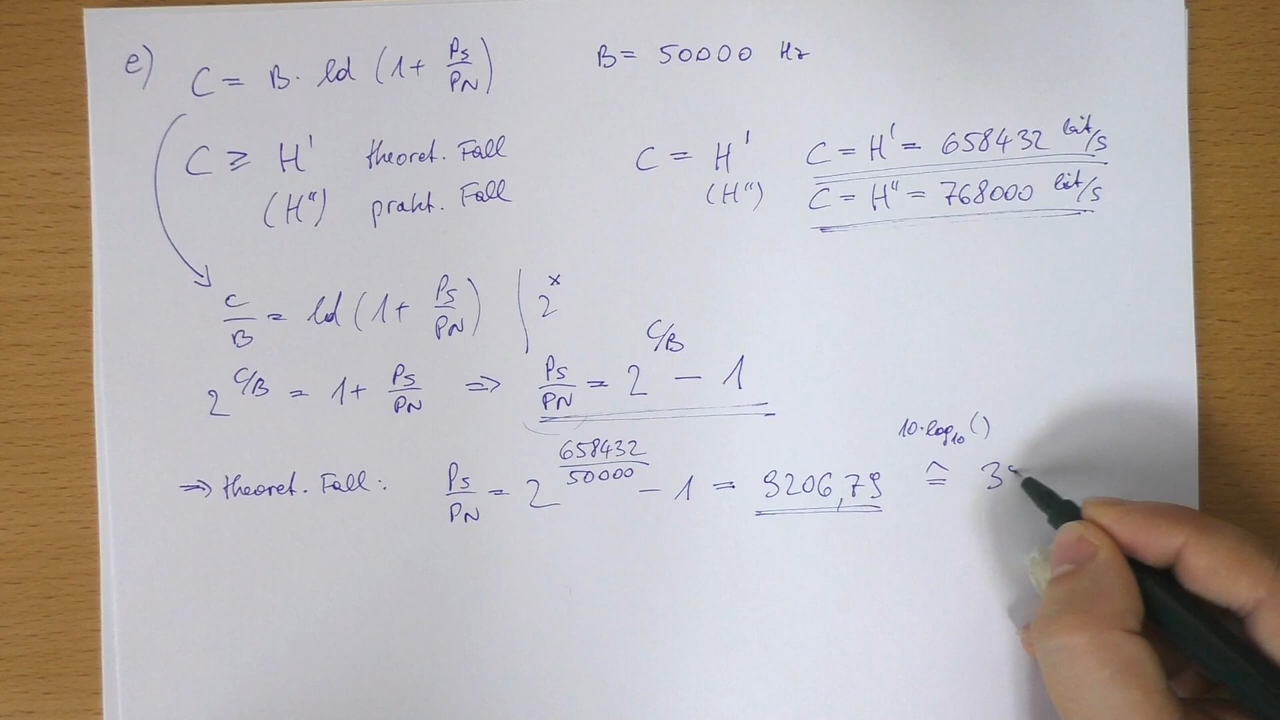 e) C = B · ld (1 + PS/PN) B = 50000 Hz
C ≥ H' theoret. Fall C = H' C = H' = 658432 bit/s
(H") prakt. Fall (H") C = H" = 768000 bit/s
C/B = ld (1 + PS/PN) | 2^x
2^(C/B) = 1 + PS/PN ⇒ PS/PN = 2^(C/B) − 1
10·log₁₀( )
⇒ theoret. Fall: PS/PN = 2^(658432/50000) − 1 = 9206,79 ≙ 3